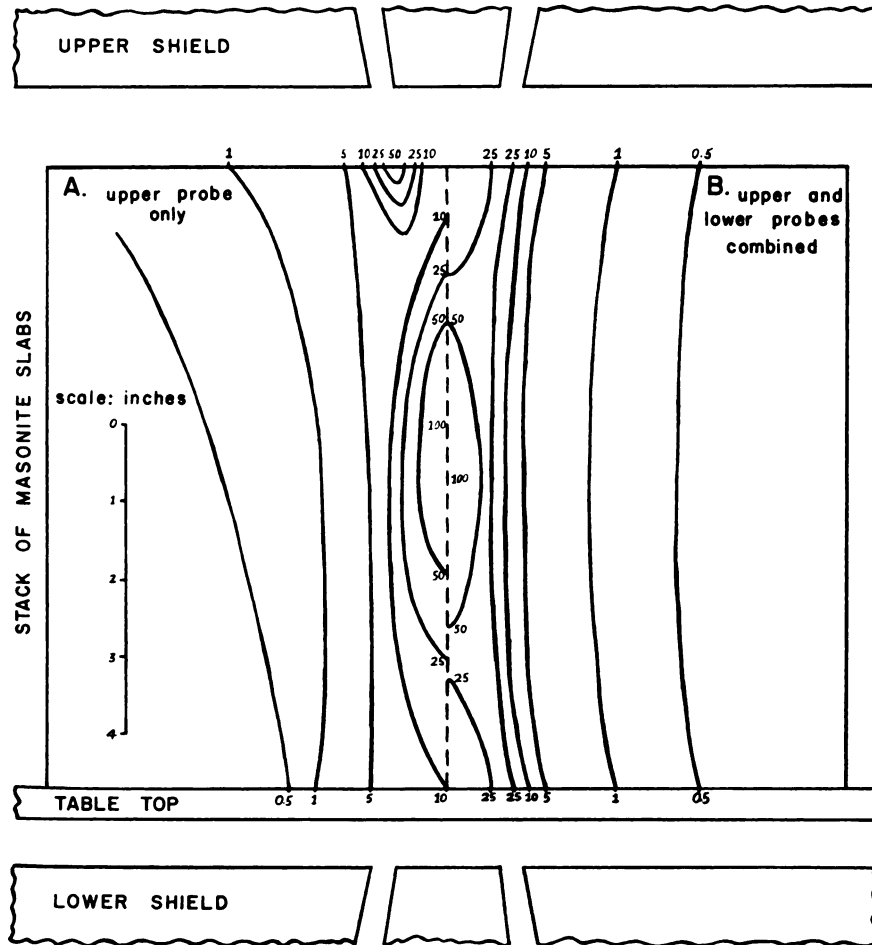 UPPER SHIELD
1 5 10 25 50 25 10 25 25 10 5 1 0.5
A. upper probe
only
B. upper and
lower probes
combined
10
25
50 50
STACK OF MASONITE SLABS
scale: inches
0
100
100
1
2
50
50
3
25
25
4
0.5 1 5 10 25 25 10 5 1 0.5
TABLE TOP
LOWER SHIELD